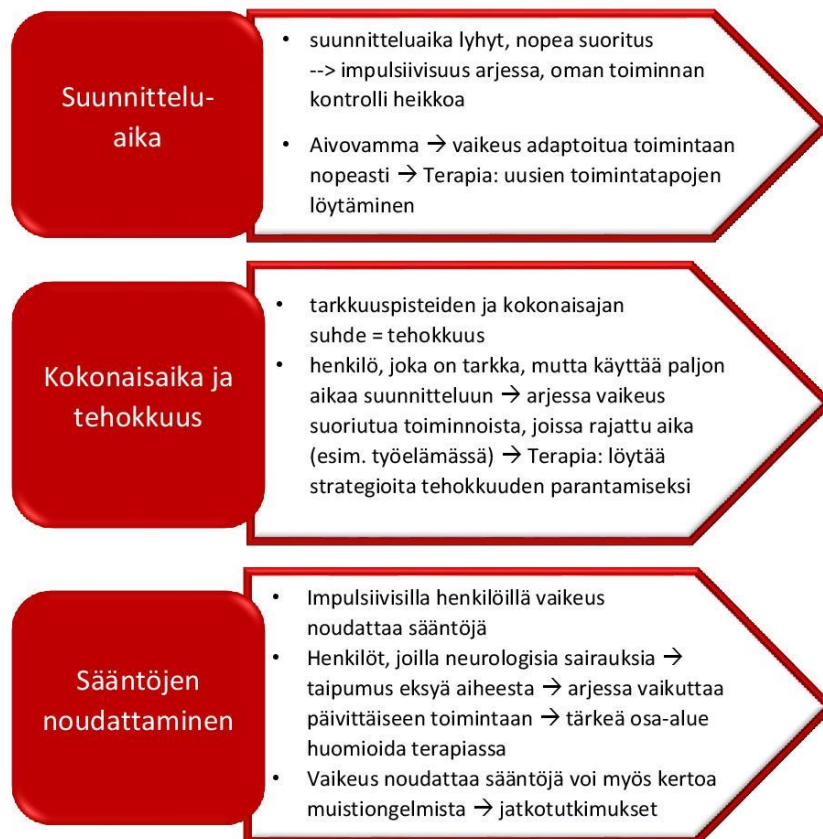 Suunnittelu-
aika
• suunnitteluaika lyhyt, nopea suoritus
--> impulsiivisuus arjessa, oman toiminnan
kontrolli heikkoa
• Aivovamma → vaikeus adaptoitua toimintaan
nopeasti → Terapia: uusien toimintatapojen
löytäminen
Kokonaisaika ja
tehokkuus
• tarkkuuspisteiden ja kokonaisajan
suhde = tehokkuus
• henkilö, joka on tarkka, mutta käyttää paljon
aikaa suunnitteluun → arjessa vaikeus
suoriutua toiminnoista, joissa rajattu aika
(esim. työelämässä) → Terapia: löytää
strategioita tehokkuuden parantamiseksi
Sääntöjen
noudattaminen
• Impulsiivisilla henkilöillä vaikeus
noudattaa sääntöjä
• Henkilöt, joilla neurologisia sairauksia →
taipumus eksyä aiheesta → arjessa vaikuttaa
päivittäiseen toimintaan → tärkeä osa-alue
huomioida terapiassa
• Vaikeus noudattaa sääntöjä voi myös kertoa
muistiongelmista → jatkotutkimukset